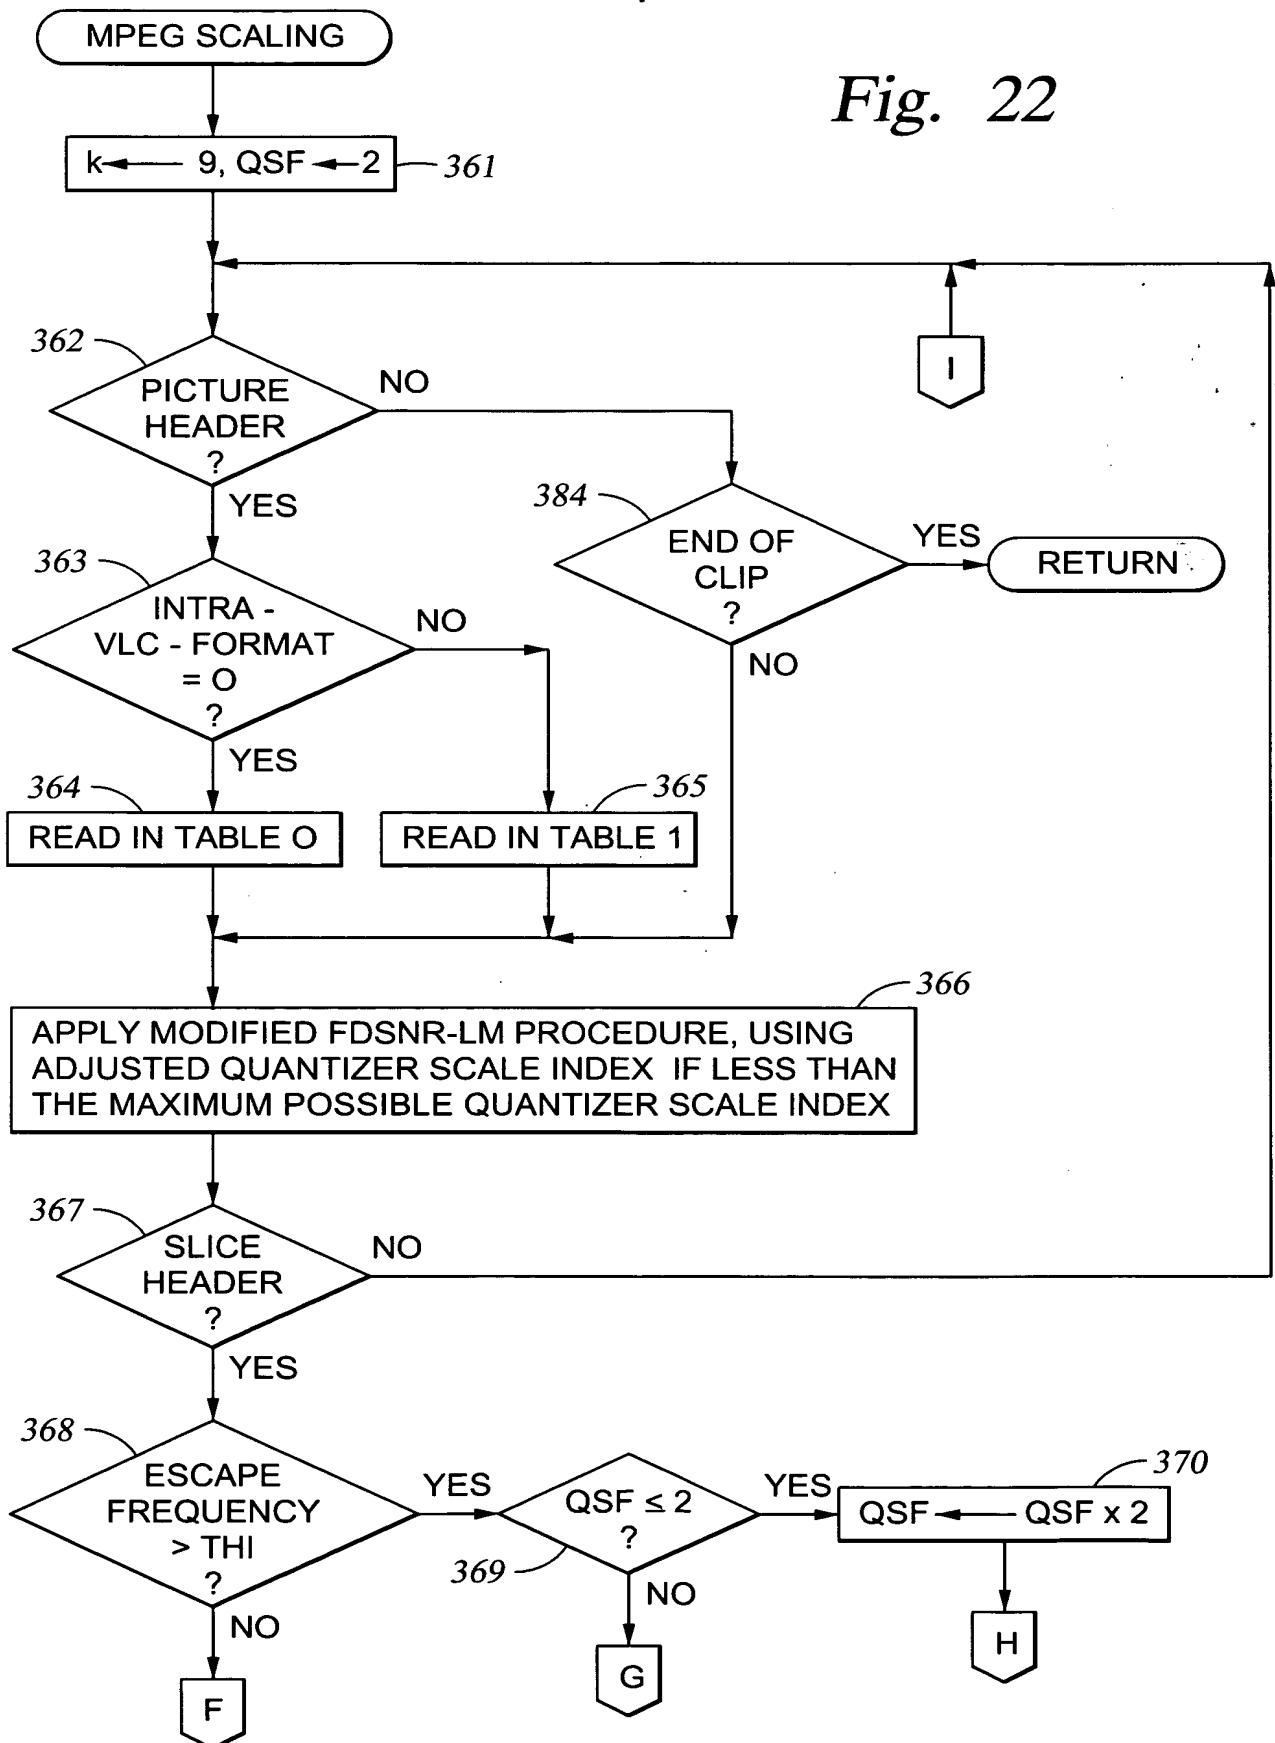 MPEG SCALING
Fig. 22
k← 9, QSF←2
361
I
362
PICTURE
HEADER
?
NO
YES
384
END OF
CLIP
?
YES
RETURN
NO
363
INTRA -
VLC - FORMAT
= O
?
NO
YES
364
READ IN TABLE O
365
READ IN TABLE 1
366
APPLY MODIFIED FDSNR-LM PROCEDURE, USING
ADJUSTED QUANTIZER SCALE INDEX IF LESS THAN
THE MAXIMUM POSSIBLE QUANTIZER SCALE INDEX
367
SLICE
HEADER
?
NO
YES
368
ESCAPE
FREQUENCY
> THI
?
YES
NO
F
QSF ≤ 2
?
369
YES
NO
G
370
QSF← QSF x 2
H